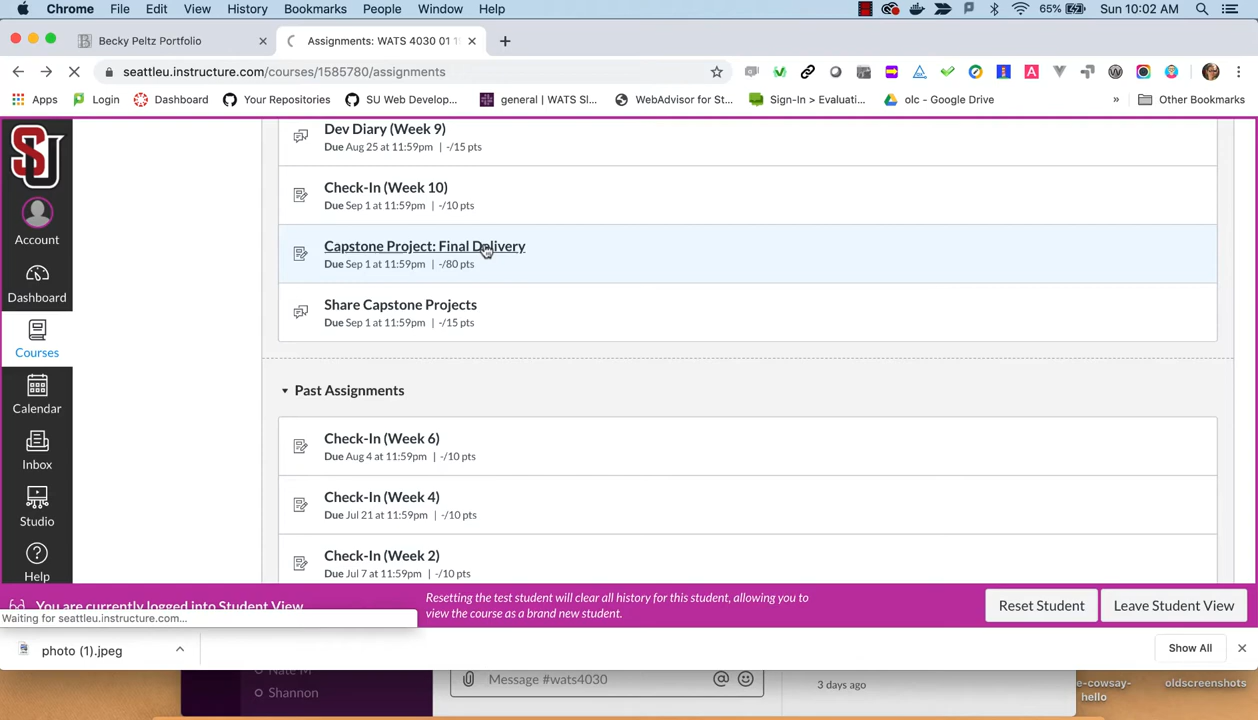 Chrome File Edit View History Bookmarks People Window Help 65% Sun 10:02 AM
Becky Peltz Portfolio Assignments: WATS 4030 01 1
seattleu.instructure.com/courses/1585780/assignments
Apps Login Dashboard Your Repositories SU Web Develop... general | WATS Sl... WebAdvisor for St... Sign-In > Evaluati... olc - Google Drive » Other Bookmarks
Dev Diary (Week 9)
Due Aug 25 at 11:59pm | -/15 pts
Check-In (Week 10)
Due Sep 1 at 11:59pm | -/10 pts
Capstone Project: Final Delivery
Due Sep 1 at 11:59pm | -/80 pts
Share Capstone Projects
Due Sep 1 at 11:59pm | -/15 pts
Past Assignments
Check-In (Week 6)
Due Aug 4 at 11:59pm | -/10 pts
Check-In (Week 4)
Due Jul 21 at 11:59pm | -/10 pts
Check-In (Week 2)
Due Jul 7 at 11:59pm | -/10 pts
SU
Account
Dashboard
Courses
Calendar
Inbox
Studio
Help
You are currently logged into Student View
Resetting the test student will clear all history for this student, allowing you to
view the course as a brand new student.
Reset Student Leave Student View
Waiting for seattleu.instructure.com...
photo (1).jpeg Show All
Nate M
Shannon
Message #wats4030
3 days ago
e-cowsay-
hello
oldscreenshots